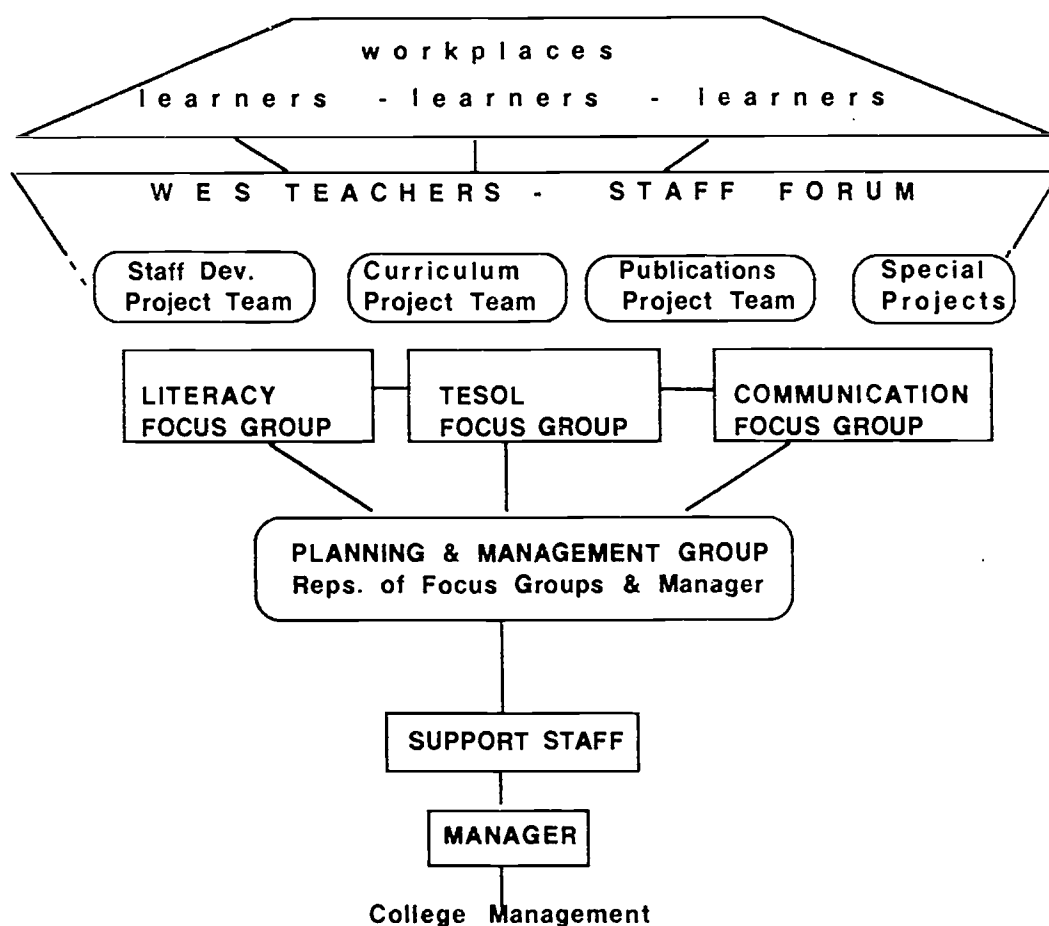 workplaces
learners - learners - learners
WES TEACHERS - STAFF FORUM
Staff Dev.
Project Team
Curriculum
Project Team
Publications
Project Team
Special
Projects
LITERACY
FOCUS GROUP
TESOL
FOCUS GROUP
COMMUNICATION
FOCUS GROUP
PLANNING & MANAGEMENT GROUP
Reps. of Focus Groups & Manager
SUPPORT STAFF
MANAGER
College Management